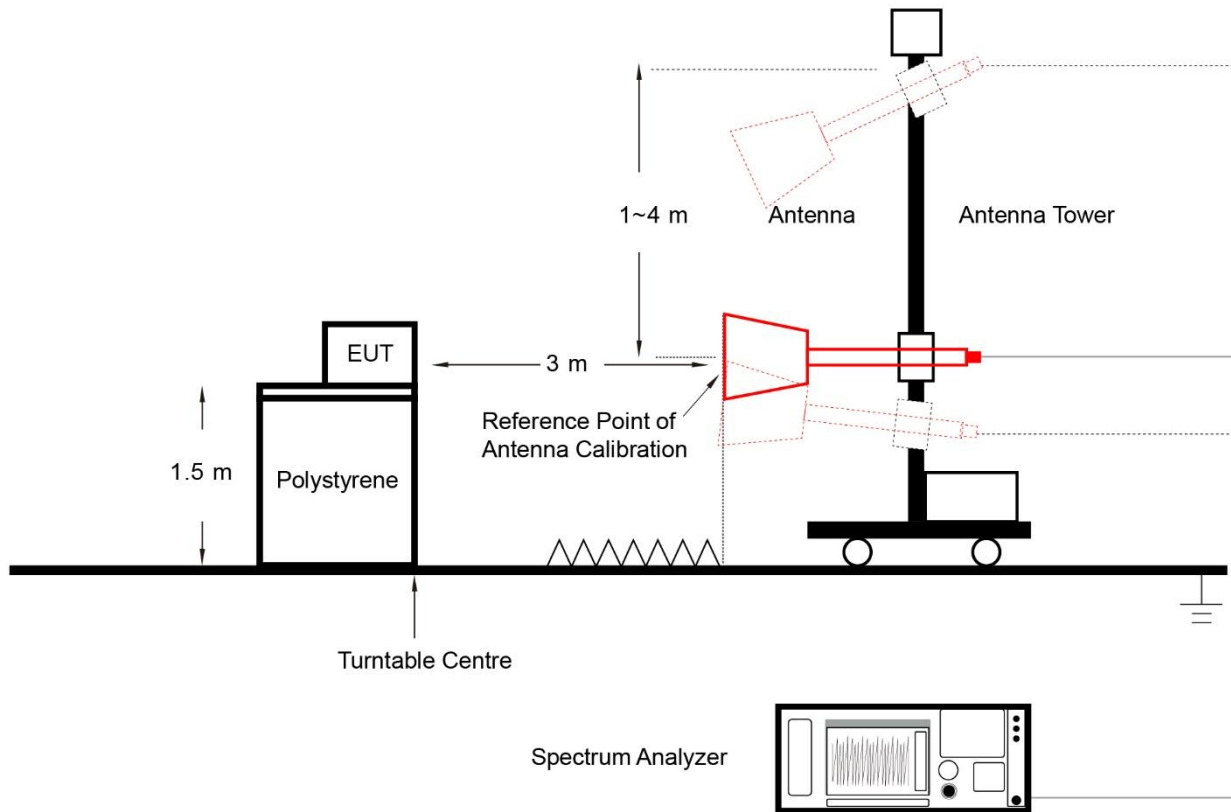 1~4 m
Antenna
Antenna Tower
EUT
3 m
Reference Point of
Antenna Calibration
1.5 m
Polystyrene
Turntable Centre
Spectrum Analyzer